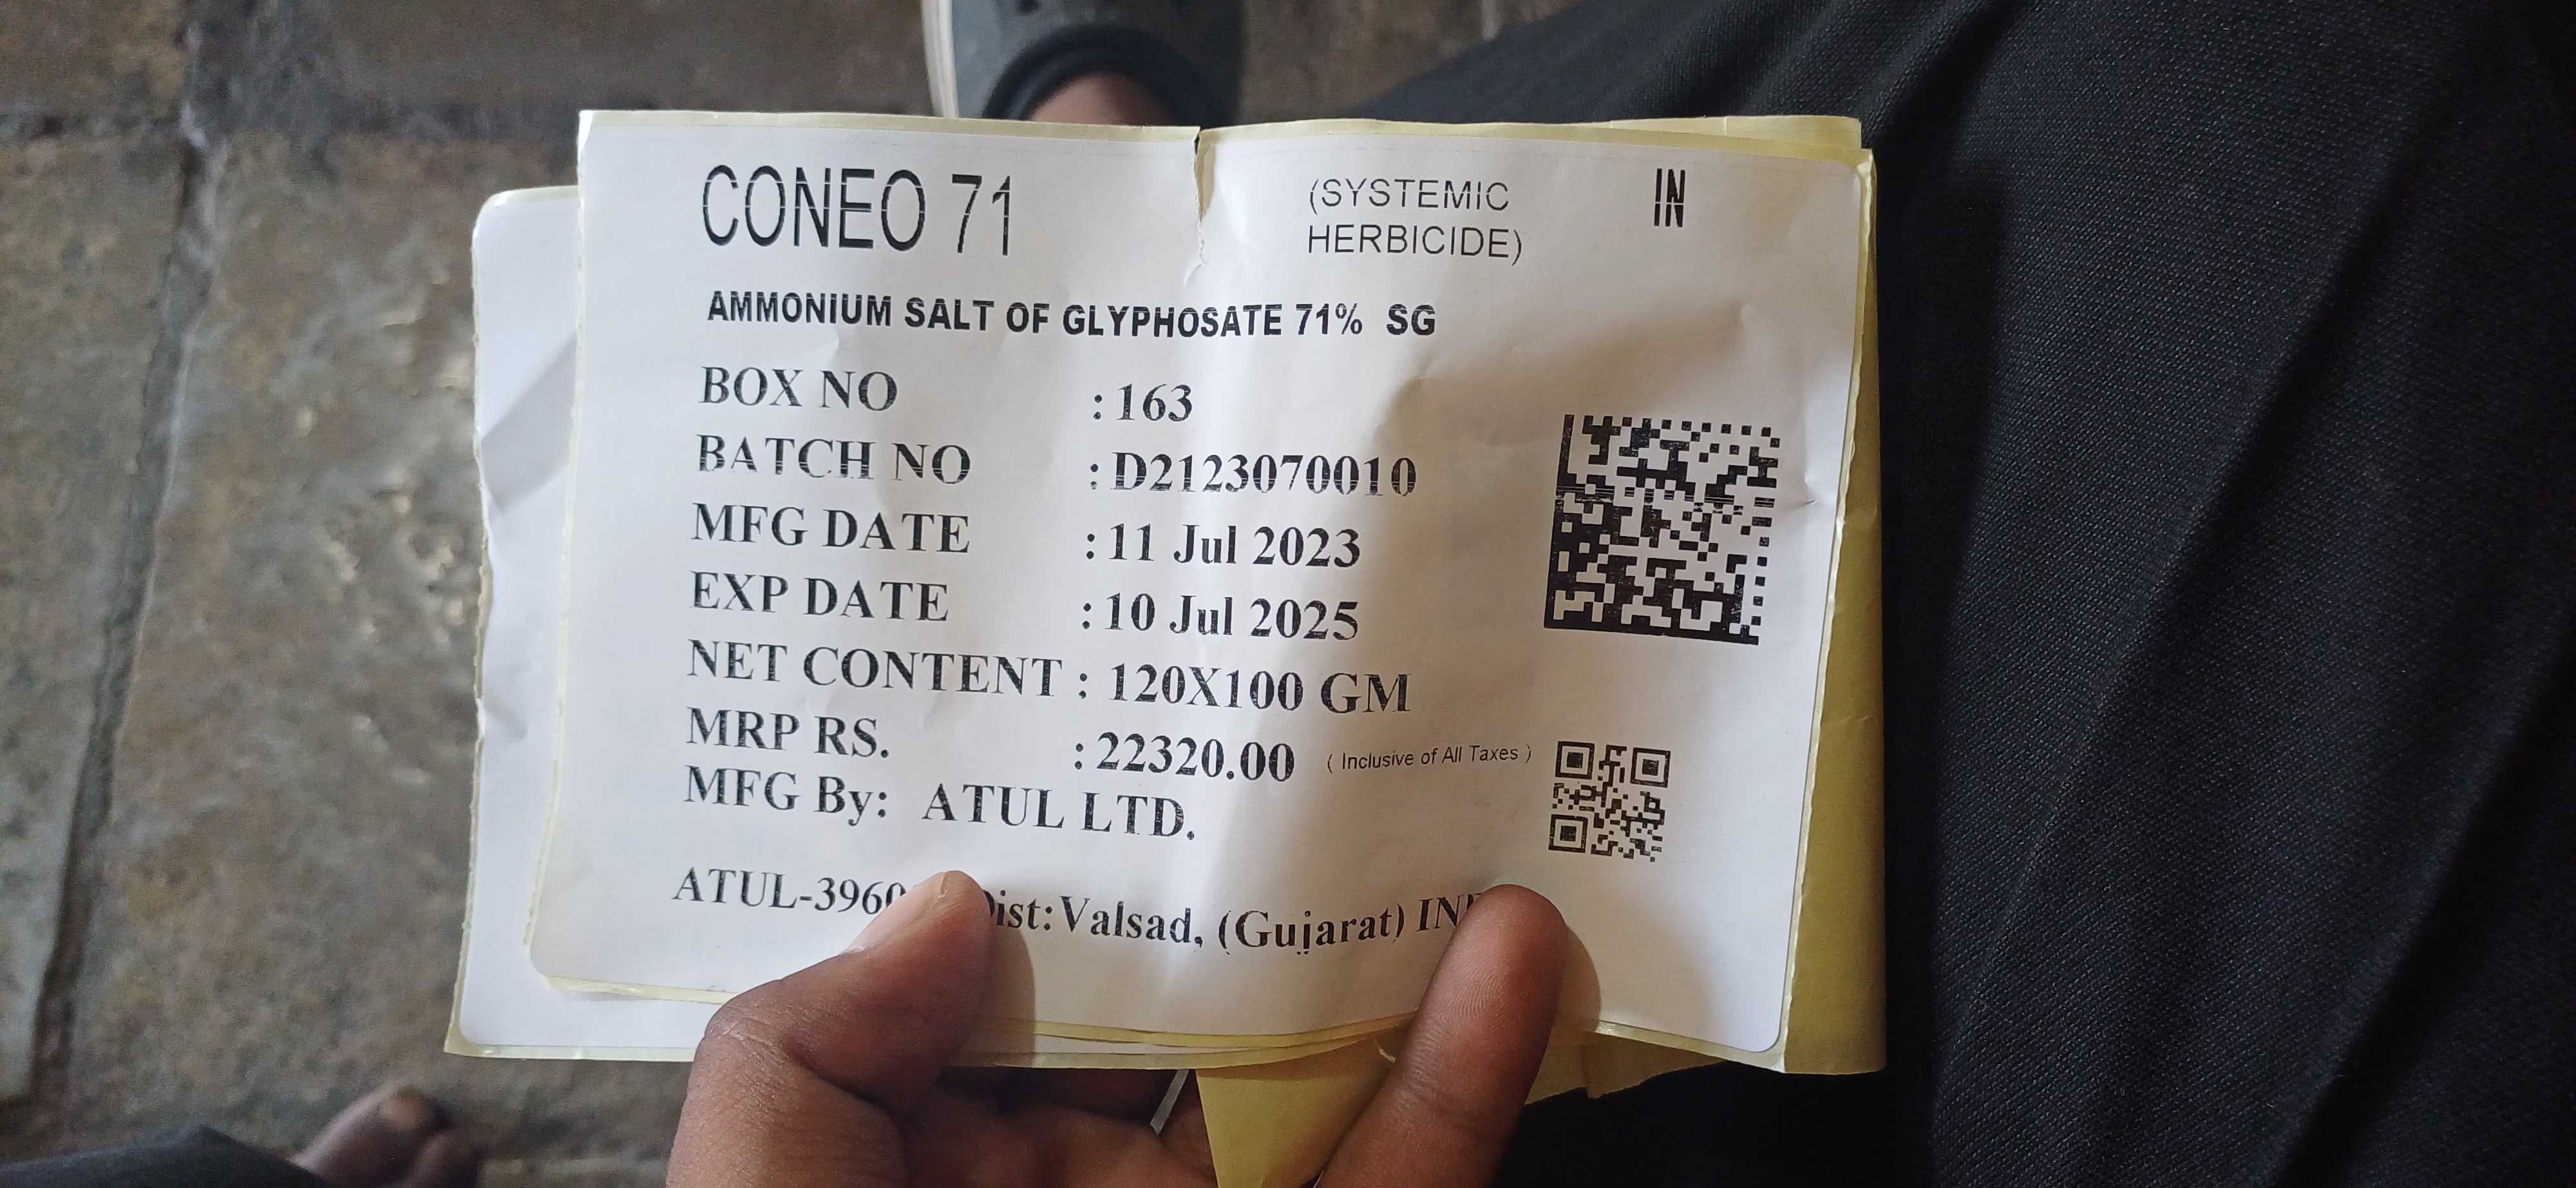 CONEO 71 (SYSTEMIC HERBICIDE) IN
AMMONIUM SALT OF GLYPHOSATE 71% SG
BOX NO : 163
BATCH NO : D2123070010
MFG DATE : 11 Jul 2023
EXP DATE : 10 Jul 2025
NET CONTENT : 120X100 GM
MRP RS. : 22320.00 ( Inclusive of All Taxes )
MFG By: ATUL LTD.
Valsad, (Gujarat)